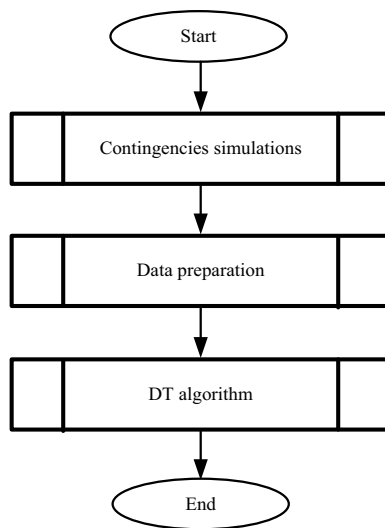 Start
Contingencies simulations
Data preparation
DT algorithm
End